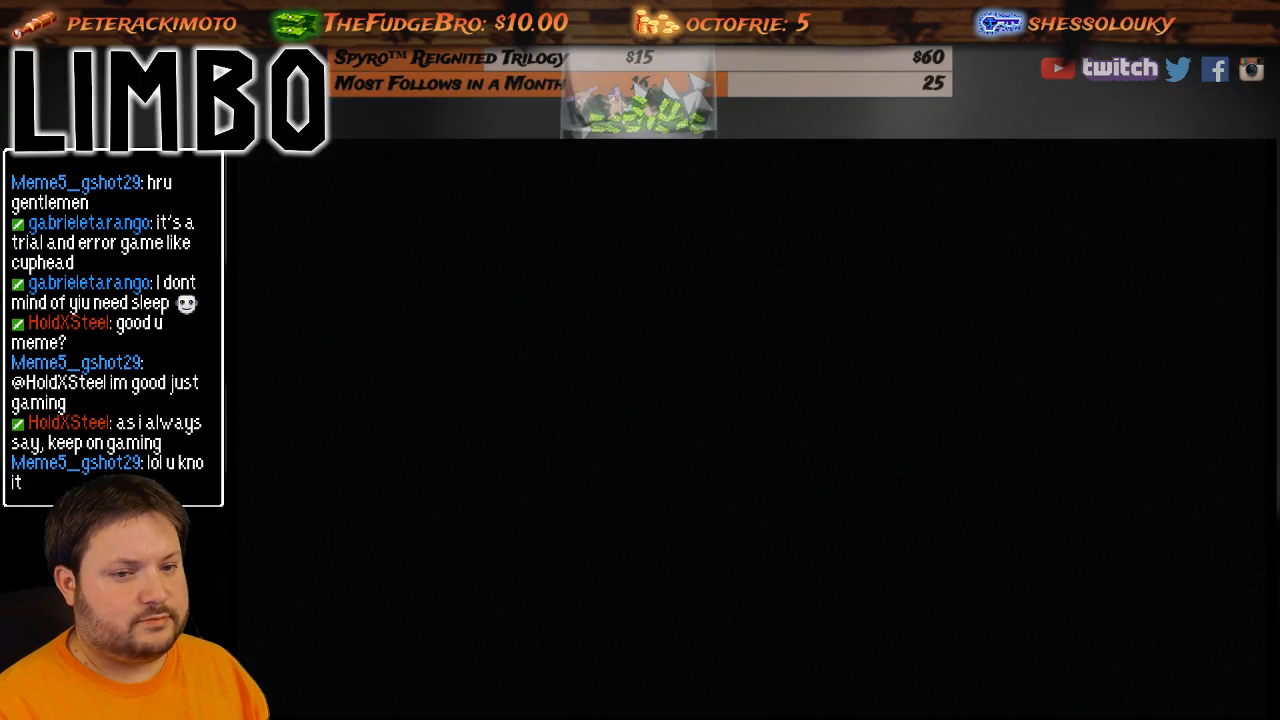 PETERACKIMOTO THEFUDGEBRO: $10.00 OCTOFRIE: 5 SHESSOLOUKY
LIMBO
SPYRO™ REIGNITED TRILOGY $15 $60
MOST FOLLOWS IN A MONTH 16 25
twitch
Meme5_gshot29: hru
gentlemen
gabrieletarango: it's a
trial and error game like
cuphead
gabrieletarango: I dont
mind of yiu need sleep
HoldXSteel: good u
meme?
Meme5_gshot29:
@HoldXSteel im good just
gaming
HoldXSteel: as i always
say, keep on gaming
Meme5_gshot29: lol u kno
it